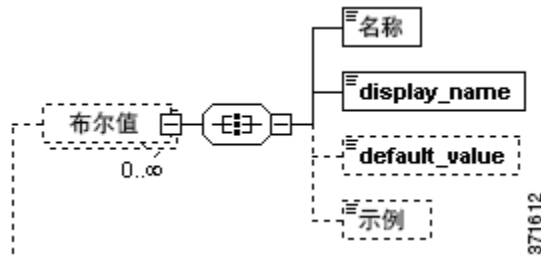 名称
display_name
布尔值
0..∞
default_value
示例
371612